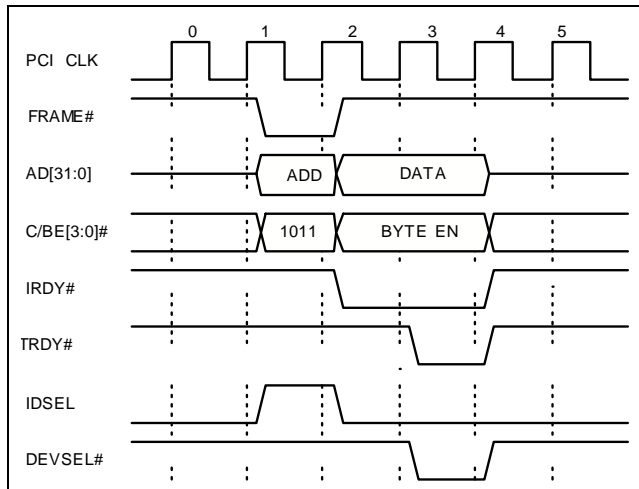 0 1 2 3 4 5
PCI CLK
FRAME#
AD[31:0] ADD DATA
C/BE[3:0]# 1011 BYTE EN
IRDY#
TRDY#
IDSEL
DEVSEL#